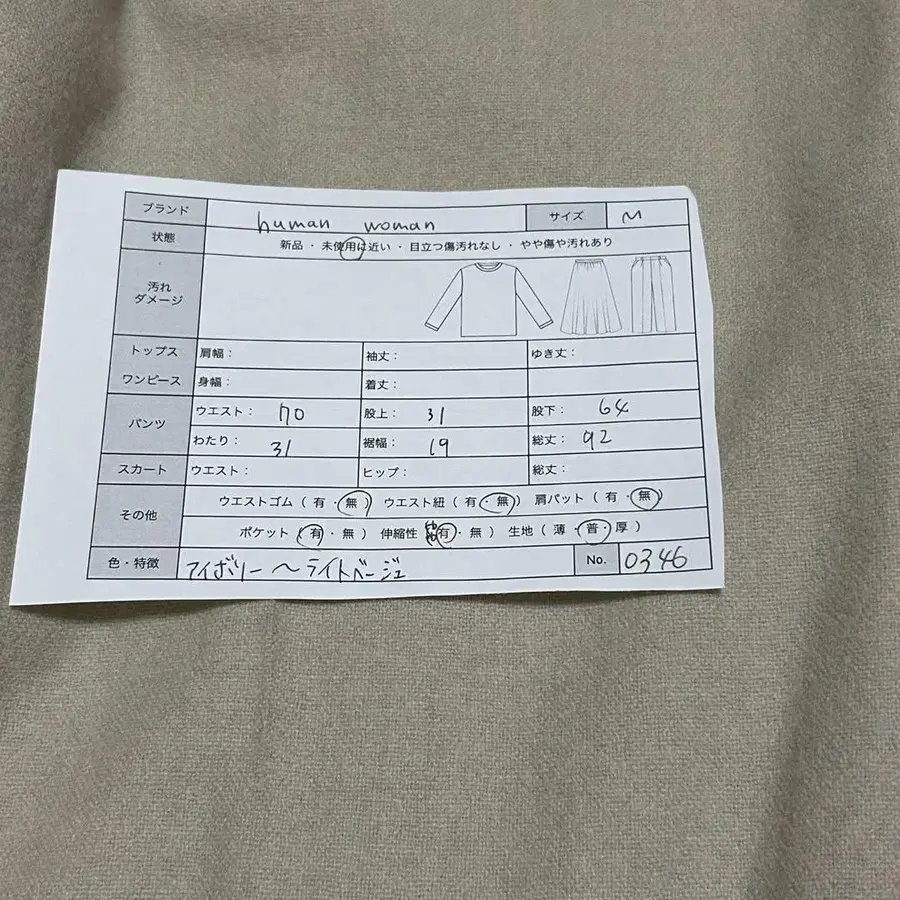 ブランド human woman サイズ M
状態 新品・未使用に近い・目立つ傷汚れなし・やや傷や汚れあり
汚れ
ダメージ
トップス 肩幅: 袖丈: ゆき丈:
ワンピース 身幅: 着丈:
パンツ ウエスト: 70 股上: 31 股下: 64
わたり: 31 裾幅: 19 総丈: 92
スカート ウエスト: ヒップ: 総丈:
その他 ウエストゴム ( 有・無 ) ウエスト紐 ( 有・無 ) 肩パット ( 有・無 )
ポケット ( 有・無 ) 伸縮性 有・無 ) 生地 ( 薄・普・厚 )
色・特徴 アイボリー〜ライトベージュ No. 0346